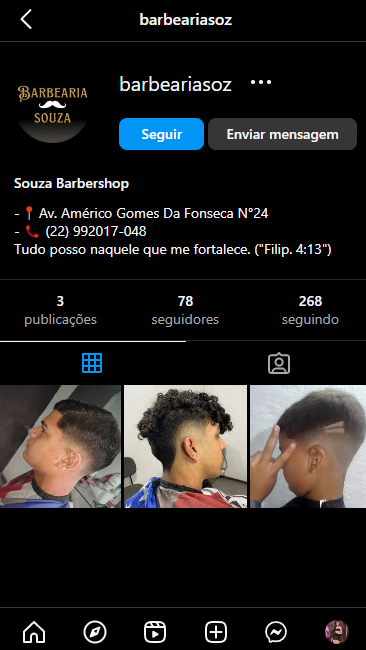 barbeariasoz
BARBEARIA
SOUZA
barbeariasoz
Seguir
Enviar mensagem
Souza Barbershop
- 📍 Av. Américo Gomes Da Fonseca N°24
- 📞 (22) 992017-048
Tudo posso naquele que me fortalece. ("Filip. 4:13")
3
publicações
78
seguidores
268
seguindo